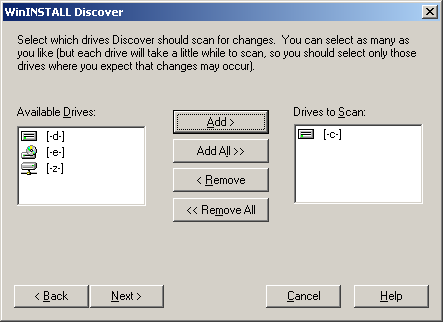 WinINSTALL Discover
Select which drives Discover should scan for changes. You can select as many as
you like (but each drive will take a little while to scan, so you should select only those
drives where you expect that changes may occur).
Available Drives:
[-d-]
[-e-]
[-z-]
Add >
Add All >>
< Remove
<< Remove All
Drives to Scan:
[-c-]
< Back
Next >
Cancel
Help